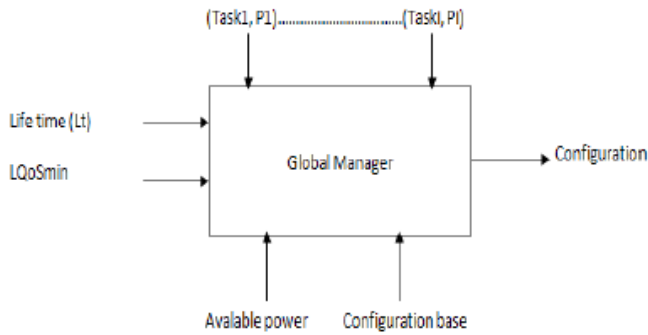 (Task1, P1)..................................(TaskI, PI)
Life time (Lt)
LQoSmin
Global Manager
Configuration
Avalable power
Configuration base